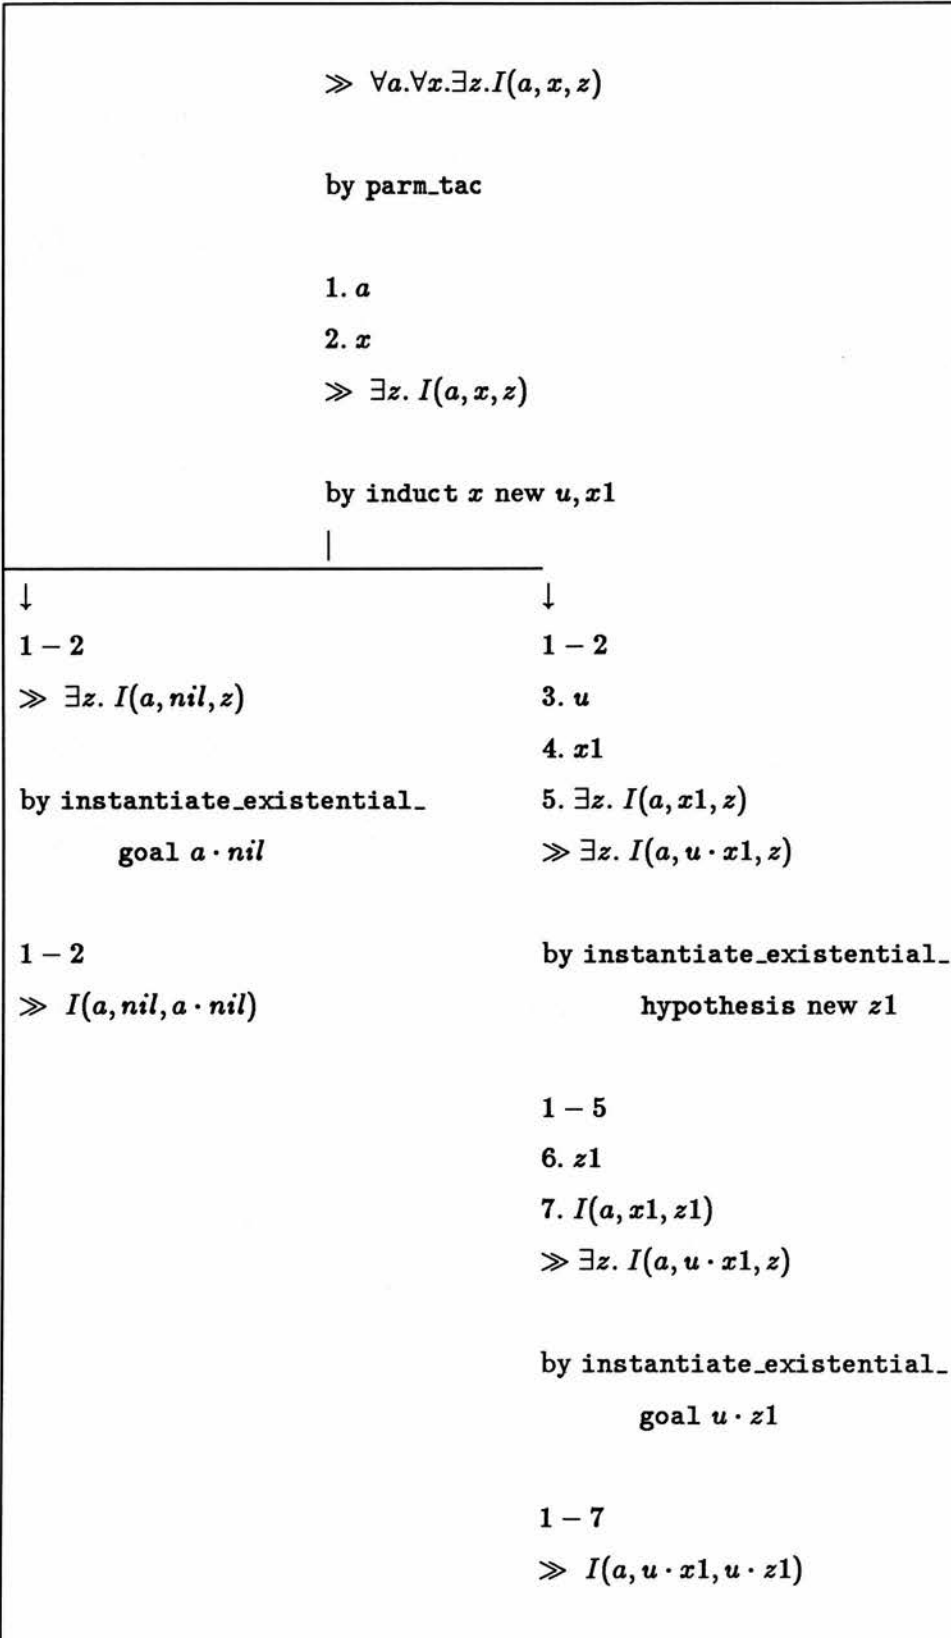 ≫ ∀a.∀x.∃z.I(a, x, z)
by parm_tac
1. a
2. x
≫ ∃z. I(a, x, z)
by induct x new u, x1
↓
1 − 2
≫ ∃z. I(a, nil, z)
by instantiate_existential_
goal a · nil
1 − 2
≫ I(a, nil, a · nil)
↓
1 − 2
3. u
4. x1
5. ∃z. I(a, x1, z)
≫ ∃z. I(a, u · x1, z)
by instantiate_existential_
hypothesis new z1
1 − 5
6. z1
7. I(a, x1, z1)
≫ ∃z. I(a, u · x1, z)
by instantiate_existential_
goal u · z1
1 − 7
≫ I(a, u · x1, u · z1)